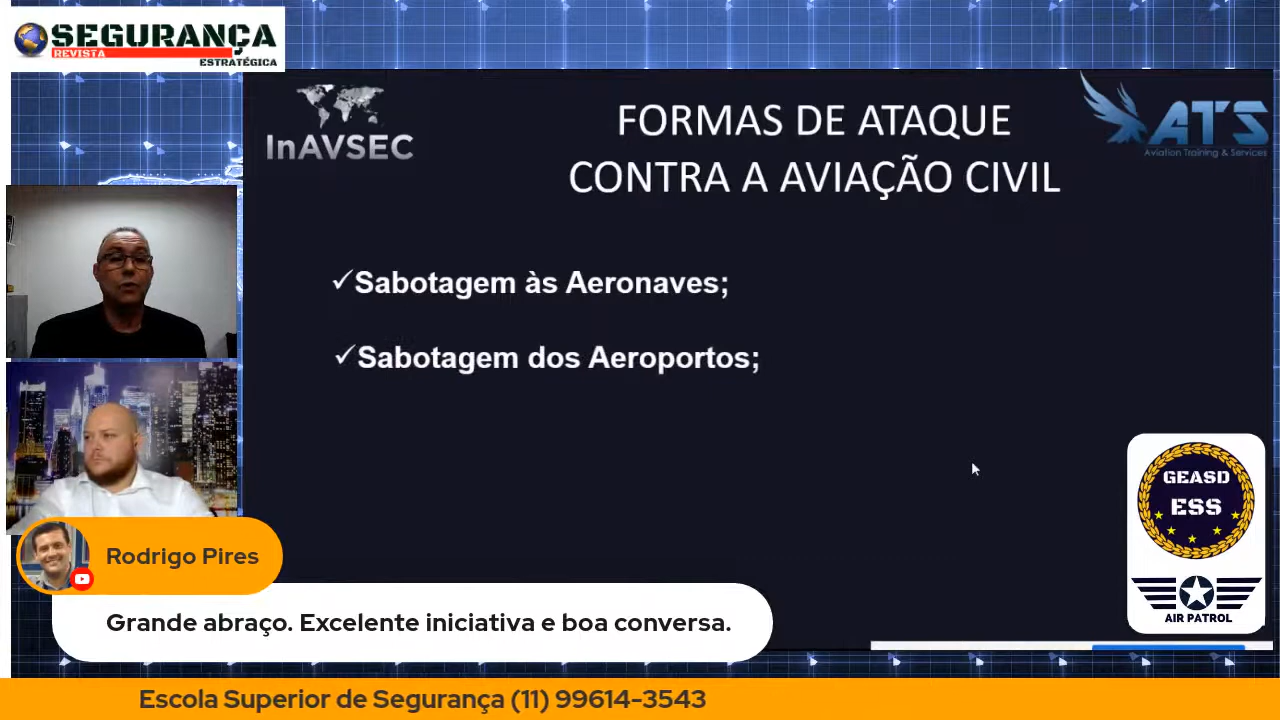 SEGURANÇA
REVISTA
ESTRATÉGICA
InAVSEC
FORMAS DE ATAQUE
CONTRA A AVIAÇÃO CIVIL
ATS
Aviation Training & Services
✓Sabotagem às Aeronaves;
✓Sabotagem dos Aeroportos;
GEASD
ESS
AIR PATROL
Rodrigo Pires
Grande abraço. Excelente iniciativa e boa conversa.
Escola Superior de Segurança (11) 99614-3543